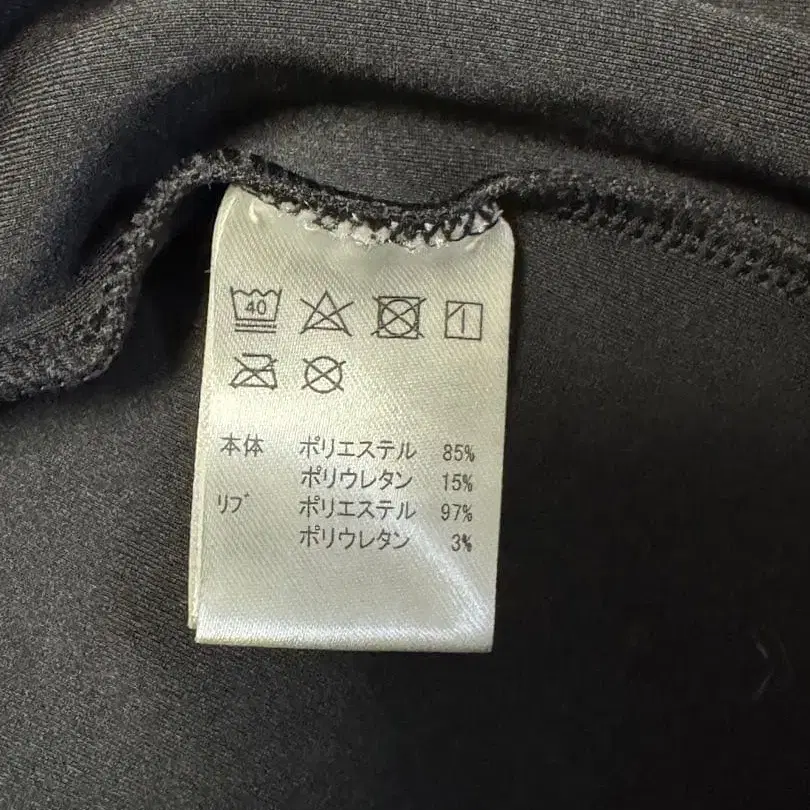 40
本体 ポリエステル 85%
ポリウレタン 15%
リブ ポリエステル 97%
ポリウレタン 3%